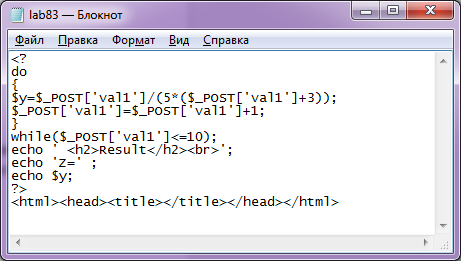 lab83 — Блокнот
Файл Правка Формат Вид Справка
<?
do
{
$y=$_POST['val1']/(5*($_POST['val1']+3));
$_POST['val1']=$_POST['val1']+1;
}
while($_POST['val1']<=10);
echo ' <h2>Result</h2><br>';
echo 'Z=' ;
echo $y;
?>
<html><head><title></title></head></html>